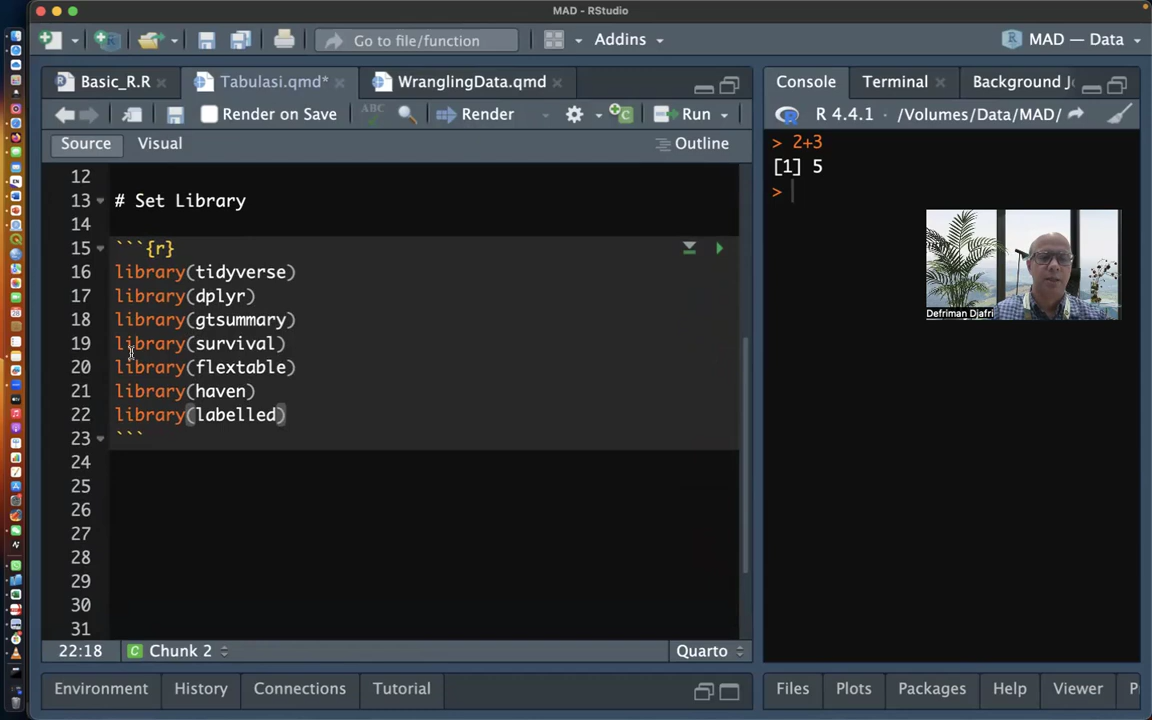 MAD - RStudio
Go to file/function
Addins
MAD — Data
Basic_R.R
Tabulasi.qmd*
WranglingData.qmd
Console
Terminal
Background Jo
Render on Save
ABC
Render
Run
R 4.4.1 · /Volumes/Data/MAD/
Source
Visual
Outline
> 2+3
[1] 5
>
12
13 # Set Library
14
15 ```{r}
16 library(tidyverse)
17 library(dplyr)
18 library(gtsummary)
19 library(survival)
20 library(flextable)
21 library(haven)
22 library(labelled)
23 ```
24
25
26
27
28
29
30
31
Defriman Djafri
22:18
Chunk 2
Quarto
Environment
History
Connections
Tutorial
Files
Plots
Packages
Help
Viewer
P